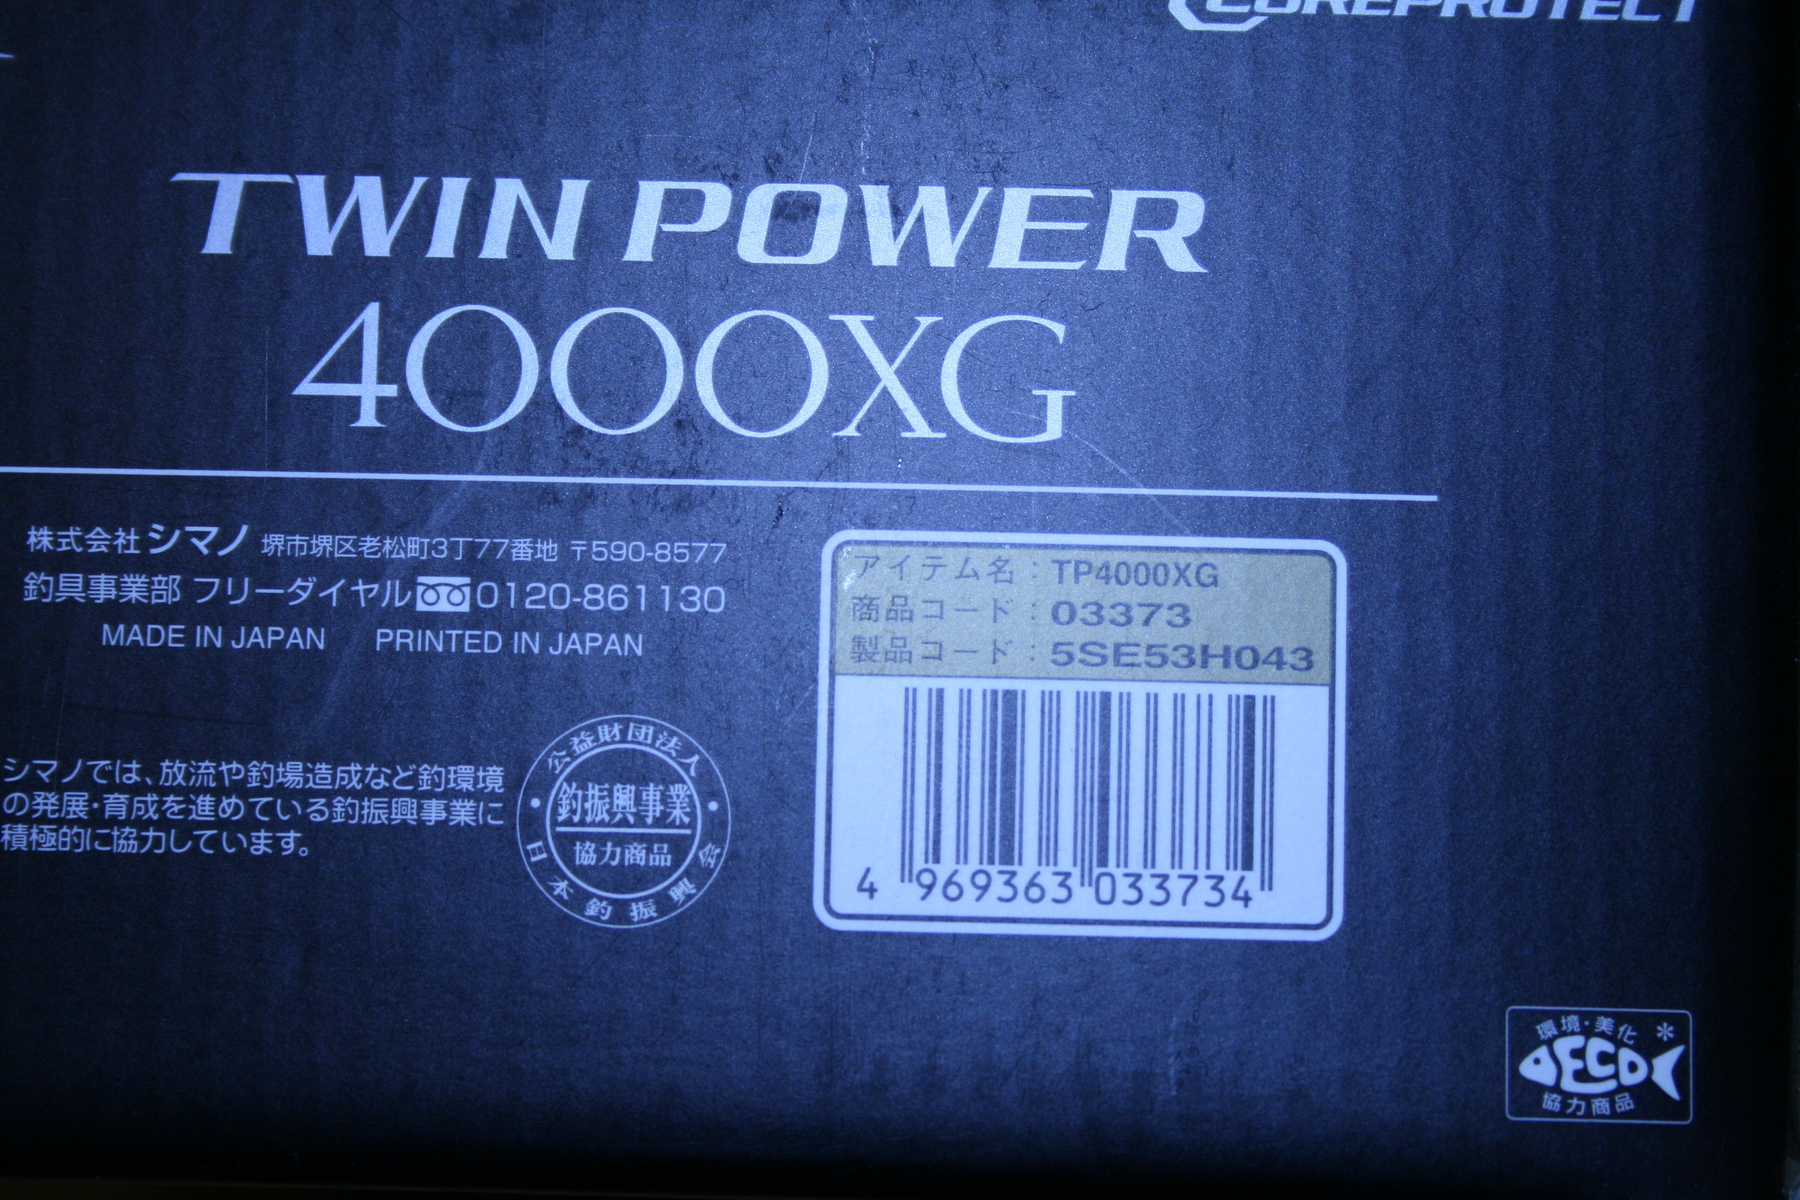 COREPROTECT
TWIN POWER
4000XG
株式会社 シマノ 堺市堺区老松町3丁77番地 〒590-8577
釣具事業部 フリーダイヤル 0120-861130
MADE IN JAPAN PRINTED IN JAPAN
シマノでは、放流や釣場造成など釣環境
の発展・育成を進めている釣振興事業に
積極的に協力しています。
公益財団法人
釣振興事業
協力商品
日本釣振興会
アイテム名：TP4000XG
商品コード：03373
製品コード：5SE53H043
4 969363 033734
環境・美化
ECO
協力商品